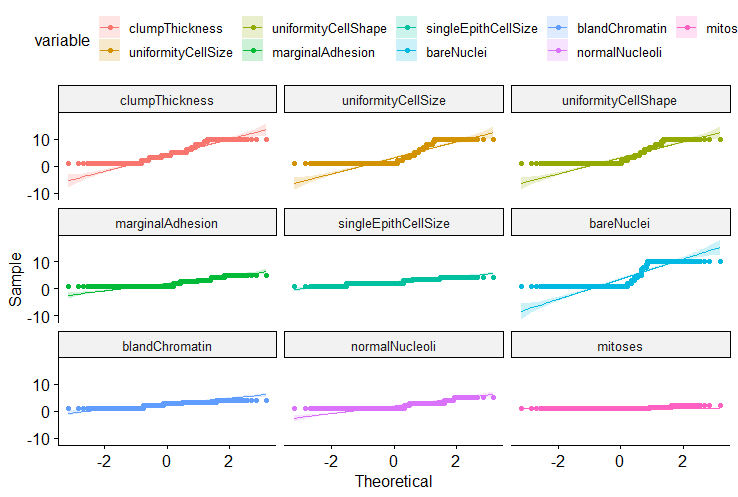 variable
clumpThickness uniformityCellShape singleEpithCellSize blandChromatin mitos
uniformityCellSize marginalAdhesion bareNuclei normalNucleoli
clumpThickness uniformityCellSize uniformityCellShape
10
0
-10
marginalAdhesion singleEpithCellSize bareNuclei
10
0
-10
blandChromatin normalNucleoli mitoses
10
0
-10
Sample
-2 0 2 -2 0 2 -2 0 2
Theoretical